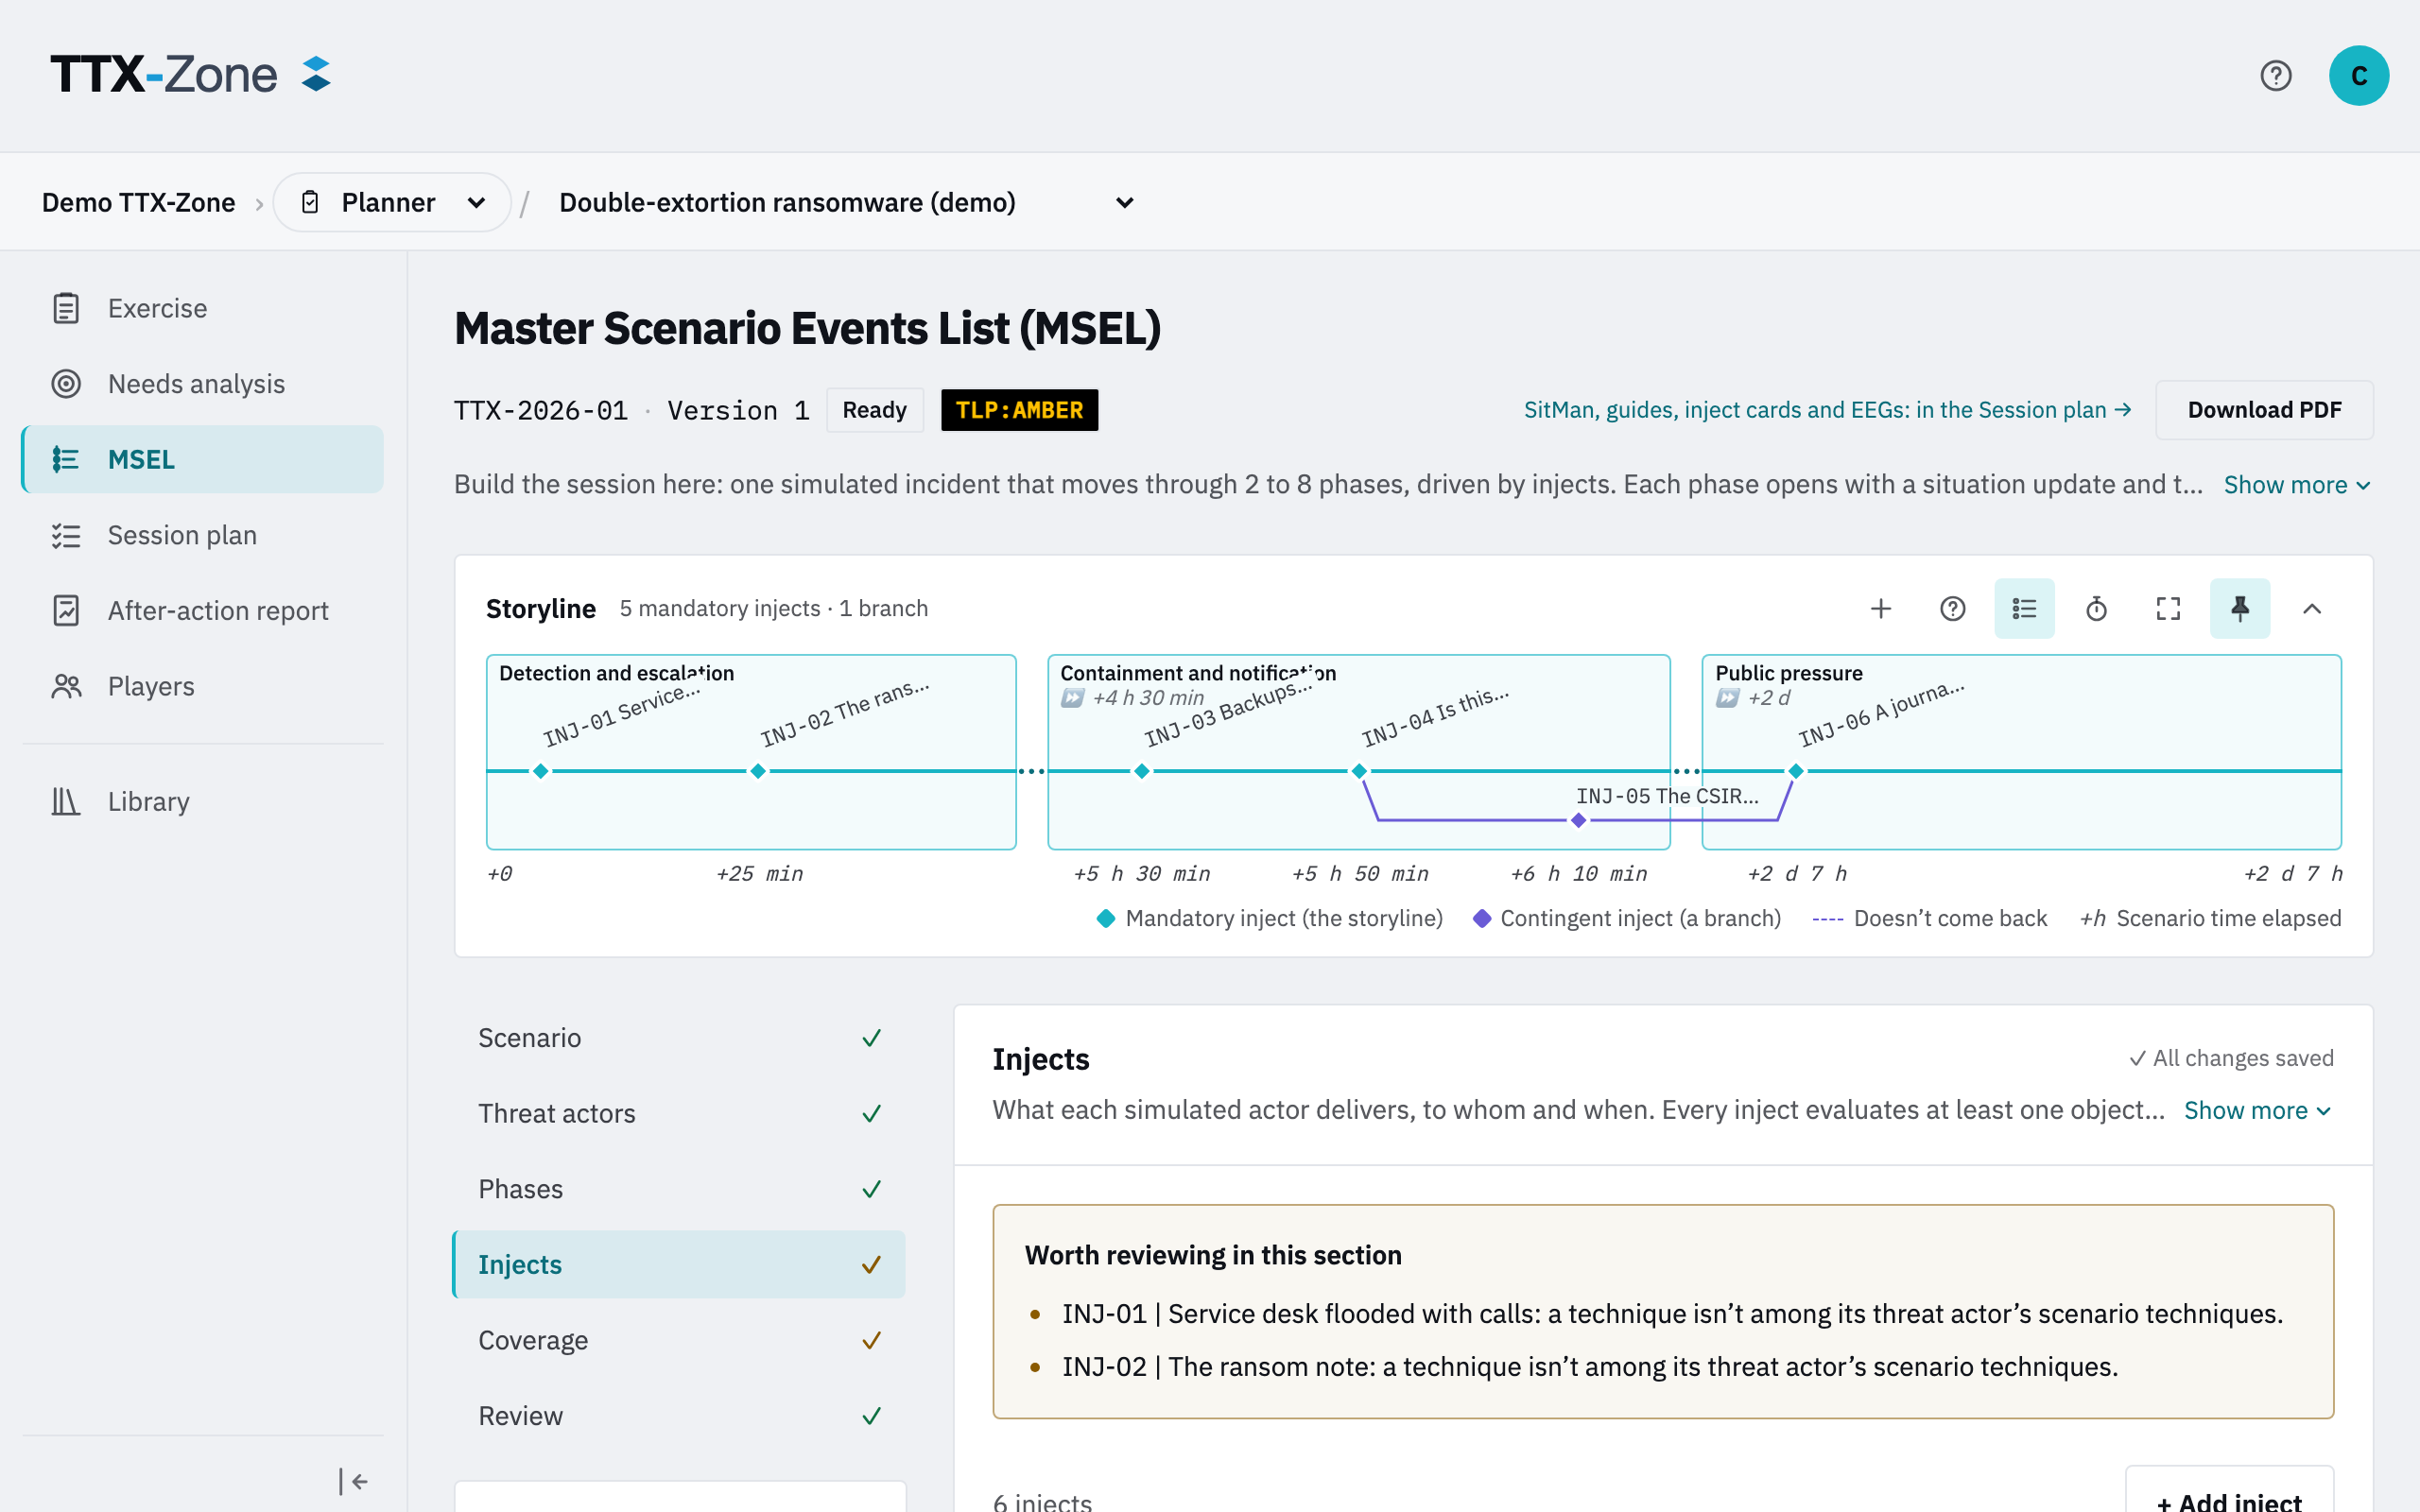 TTX-Zone
C
Demo TTX-Zone › Planner / Double-extortion ransomware (demo)
Exercise
Needs analysis
MSEL
Session plan
After-action report
Players
Library
Master Scenario Events List (MSEL)
TTX-2026-01 · Version 1 Ready TLP:AMBER
SitMan, guides, inject cards and EEGs: in the Session plan → Download PDF
Build the session here: one simulated incident that moves through 2 to 8 phases, driven by injects. Each phase opens with a situation update and t... Show more
Storyline 5 mandatory injects · 1 branch
Detection and escalation
INJ-01 Service...
INJ-02 The rans...
Containment and notification
+4 h 30 min
INJ-03 Backups...
INJ-04 Is this...
INJ-05 The CSIR...
Public pressure
+2 d
INJ-06 A journa...
+0 +25 min +5 h 30 min +5 h 50 min +6 h 10 min +2 d 7 h +2 d 7 h
Mandatory inject (the storyline) Contingent inject (a branch) Doesn’t come back +h Scenario time elapsed
Scenario
Threat actors
Phases
Injects
Coverage
Review
Injects
✓ All changes saved
What each simulated actor delivers, to whom and when. Every inject evaluates at least one object... Show more
Worth reviewing in this section
• INJ-01 | Service desk flooded with calls: a technique isn’t among its threat actor’s scenario techniques.
• INJ-02 | The ransom note: a technique isn’t among its threat actor’s scenario techniques.
6 injects
+ Add inject